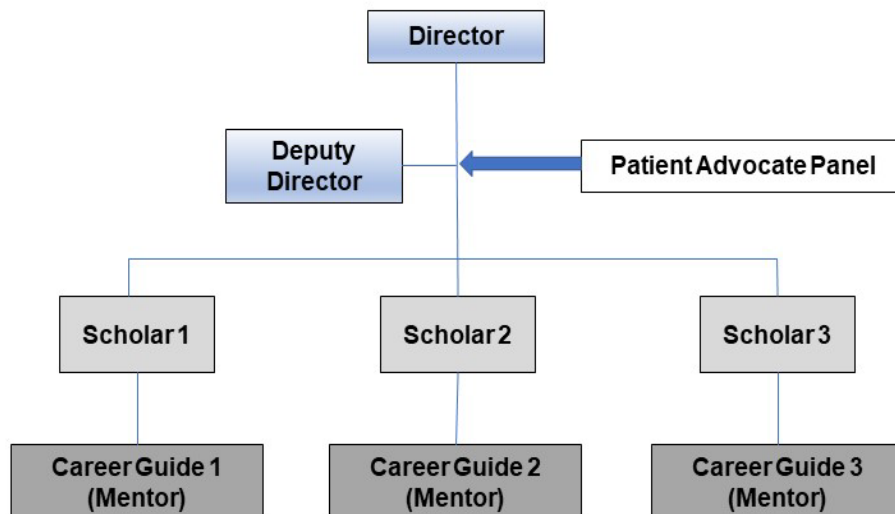 Director
Deputy
Director
Patient Advocate Panel
Scholar 1
Scholar 2
Scholar 3
Career Guide 1
(Mentor)
Career Guide 2
(Mentor)
Career Guide 3
(Mentor)